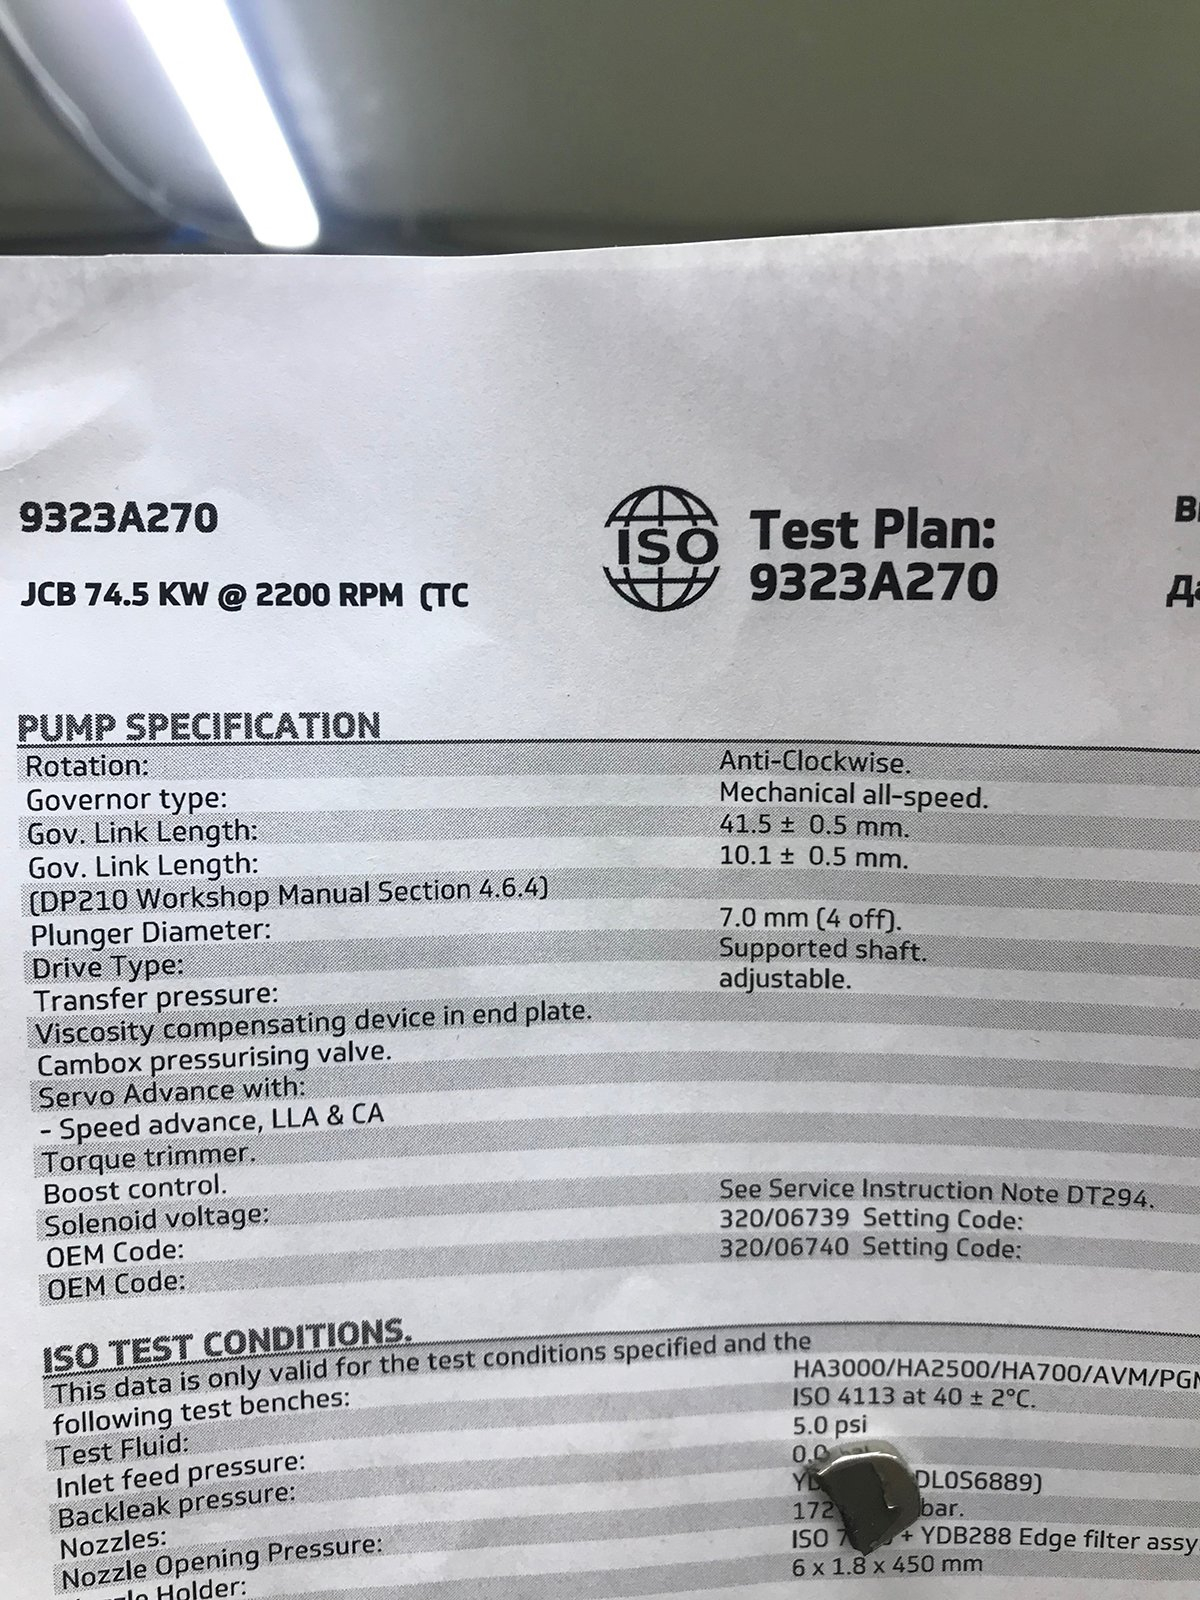 9323A270
JCB 74.5 KW @ 2200 RPM (TC
ISO
Test Plan:
9323A270
PUMP SPECIFICATION
Rotation: Anti-Clockwise.
Governor type: Mechanical all-speed.
Gov. Link Length: 41.5 ± 0.5 mm.
Gov. Link Length: 10.1 ± 0.5 mm.
(DP210 Workshop Manual Section 4.6.4)
Plunger Diameter: 7.0 mm (4 off).
Drive Type: Supported shaft.
Transfer pressure: adjustable.
Viscosity compensating device in end plate.
Cambox pressurising valve.
Servo Advance with:
- Speed advance, LLA & CA
Torque trimmer.
Boost control.
Solenoid voltage: See Service Instruction Note DT294.
OEM Code: 320/06739 Setting Code:
OEM Code: 320/06740 Setting Code:
ISO TEST CONDITIONS.
This data is only valid for the test conditions specified and the
following test benches: HA3000/HA2500/HA700/AVM/PGM
Test Fluid: ISO 4113 at 40 ± 2°C.
Inlet feed pressure: 5.0 psi
Backleak pressure: 0.0
Nozzles: DL0S6889)
Nozzle Opening Pressure: 172 bar.
Holder: ISO + YDB288 Edge filter assy
6 x 1.8 x 450 mm